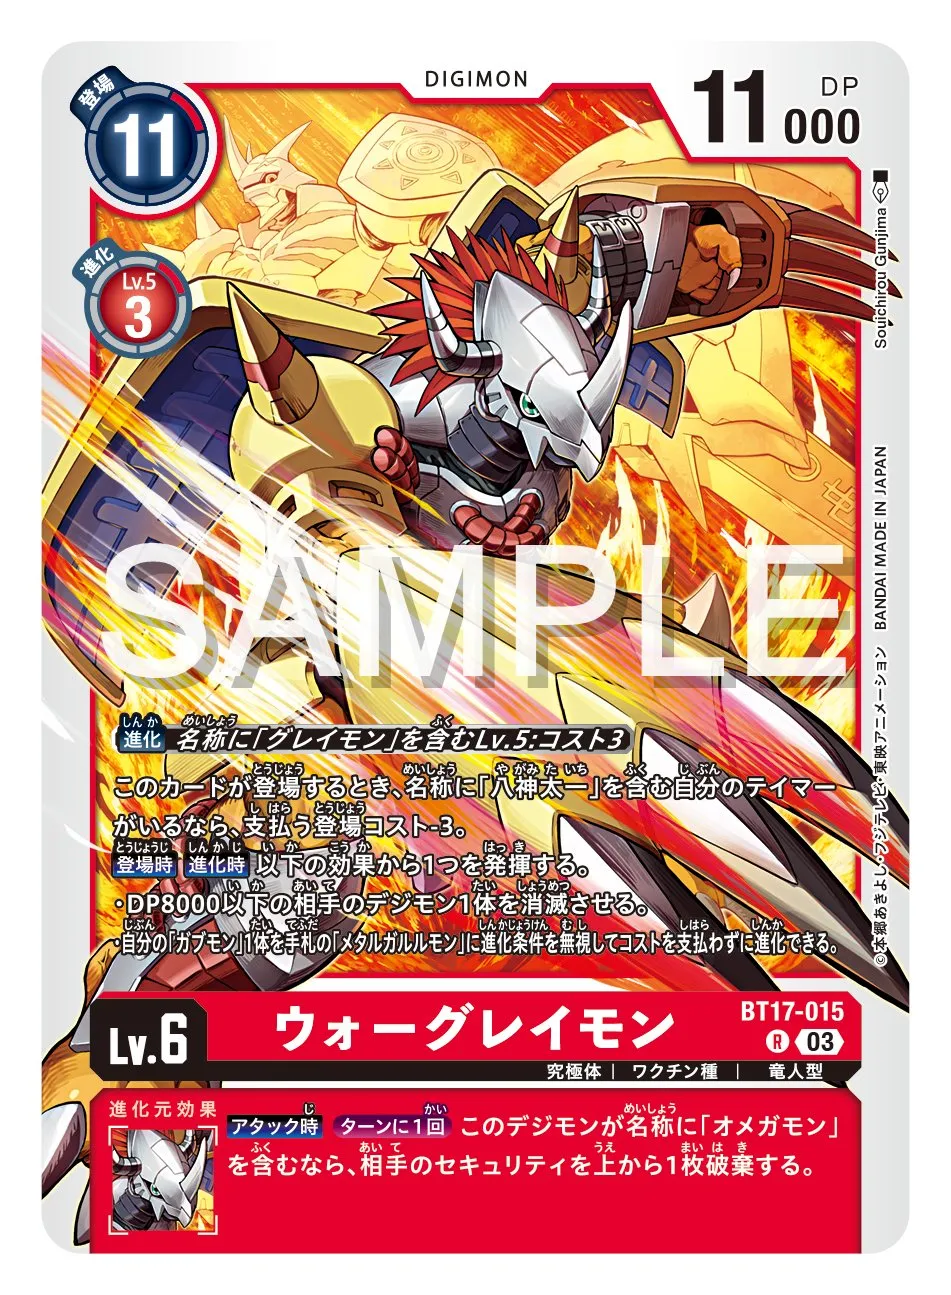 DIGIMON
登場
11
11 DP
000
進化
Lv.5
3
Souichirou Gunjima
BANDAI MADE IN JAPAN
©本郷あきよし・フジテレビ・東映アニメーション
SAMPLE
進化 名称に「グレイモン」を含むLv.5:コスト3
このカードが登場するとき、名称に「八神太一」を含む自分のテイマー
がいるなら、支払う登場コスト-3。
登場時 進化時 以下の効果から1つを発揮する。
・DP8000以下の相手のデジモン1体を消滅させる。
・自分の「ガブモン」1体を手札の「メタルガルルモン」に進化条件を無視してコストを支払わずに進化できる。
Lv.6
ウォーグレイモン
BT17-015
R 03
究極体 | ワクチン種 | 竜人型
進化元効果
アタック時 ターンに1回 このデジモンが名称に「オメガモン」
を含むなら、相手のセキュリティを上から1枚破棄する。